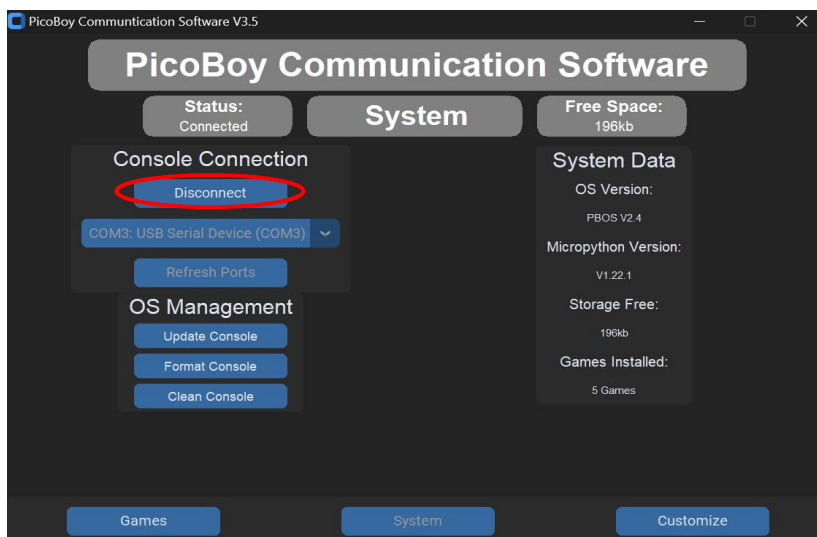 PicoBoy Communtication Software V3.5
PicoBoy Communication Software
Status:
Connected
System
Free Space:
196kb
Console Connection
Disconnect
COM3: USB Serial Device (COM3)
Refresh Ports
OS Management
Update Console
Format Console
Clean Console
System Data
OS Version:
PBOS V2.4
Micropython Version:
V1.22.1
Storage Free:
196kb
Games Installed:
5 Games
Games
System
Customize